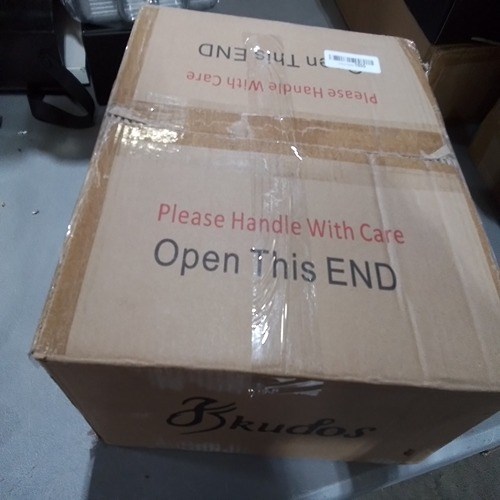 Open This END
Please Handle With Care
Please Handle With Care
Open This END
kudos